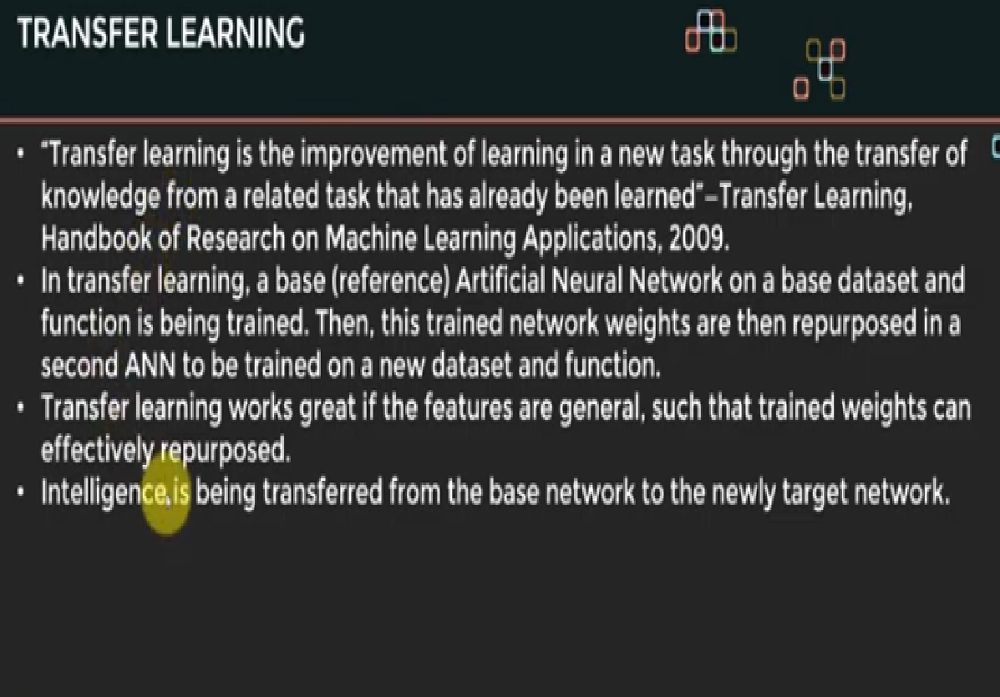 TRANSFER LEARNING
• "Transfer learning is the improvement of learning in a new task through the transfer of
knowledge from a related task that has already been learned"—Transfer Learning,
Handbook of Research on Machine Learning Applications, 2009.
• In transfer learning, a base (reference) Artificial Neural Network on a base dataset and
function is being trained. Then, this trained network weights are then repurposed in a
second ANN to be trained on a new dataset and function.
• Transfer learning works great if the features are general, such that trained weights can
effectively repurposed.
• Intelligence is being transferred from the base network to the newly target network.